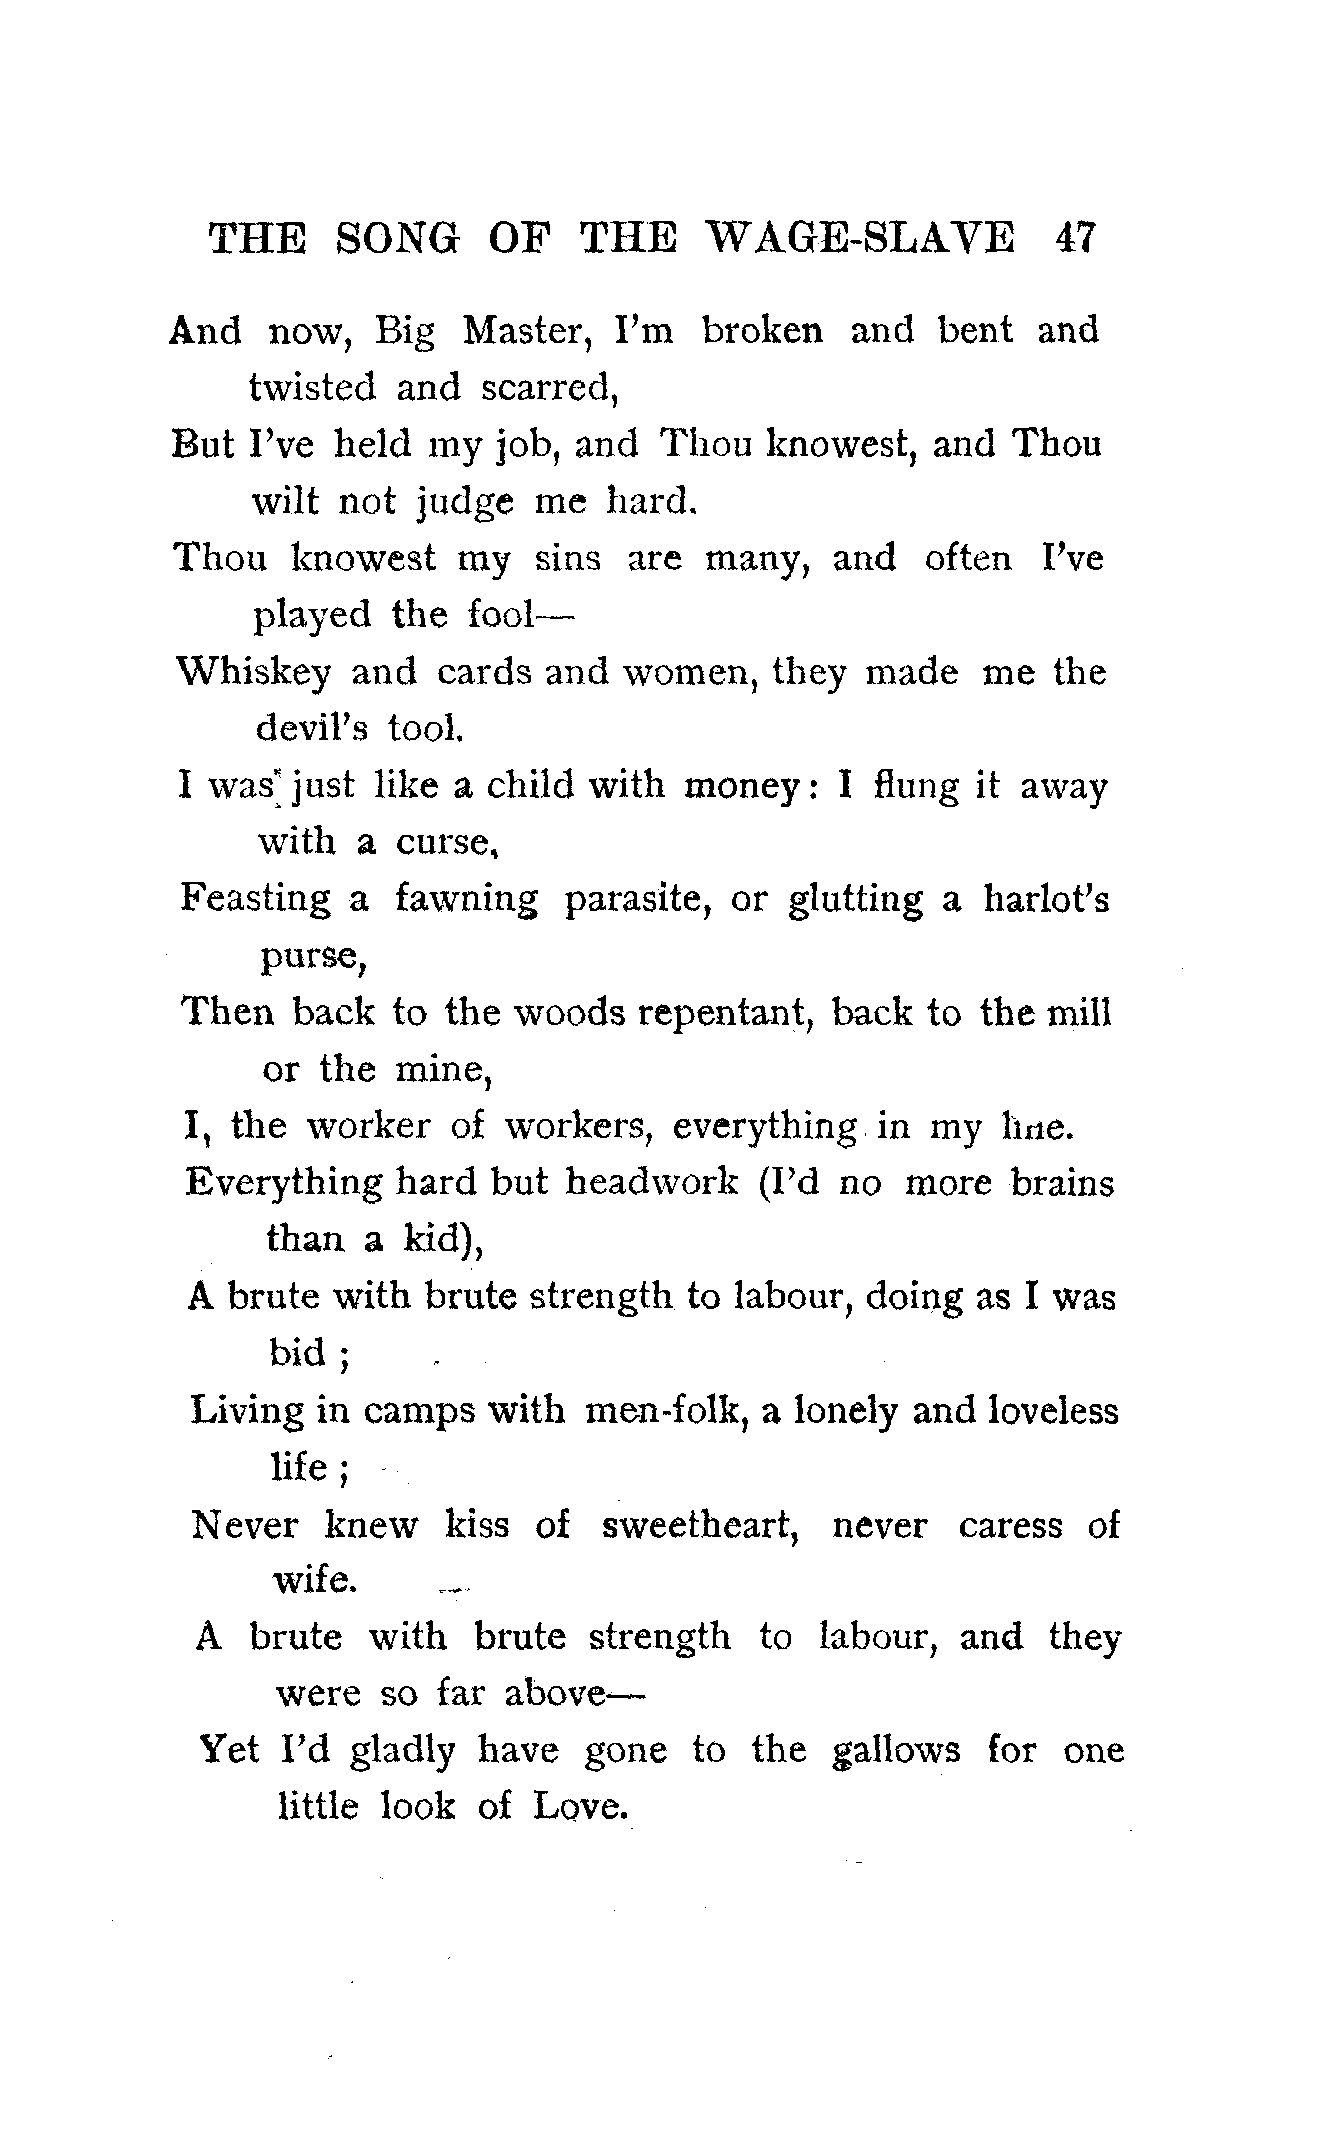 THE SONG OF THE WAGE-SLAVE 47
And now, Big Master, I'm broken and bent and
twisted and scarred,
But I've held my job, and Thou knowest, and Thou
wilt not judge me hard.
Thou knowest my sins are many, and often I've
played the fool—
Whiskey and cards and women, they made me the
devil's tool.
I was just like a child with money: I flung it away
with a curse,
Feasting a fawning parasite, or glutting a harlot's
purse,
Then back to the woods repentant, back to the mill
or the mine,
I, the worker of workers, everything in my line.
Everything hard but headwork (I'd no more brains
than a kid),
A brute with brute strength to labour, doing as I was
bid ;
Living in camps with men-folk, a lonely and loveless
life ;
Never knew kiss of sweetheart, never caress of
wife.
A brute with brute strength to labour, and they
were so far above—
Yet I'd gladly have gone to the gallows for one
little look of Love.